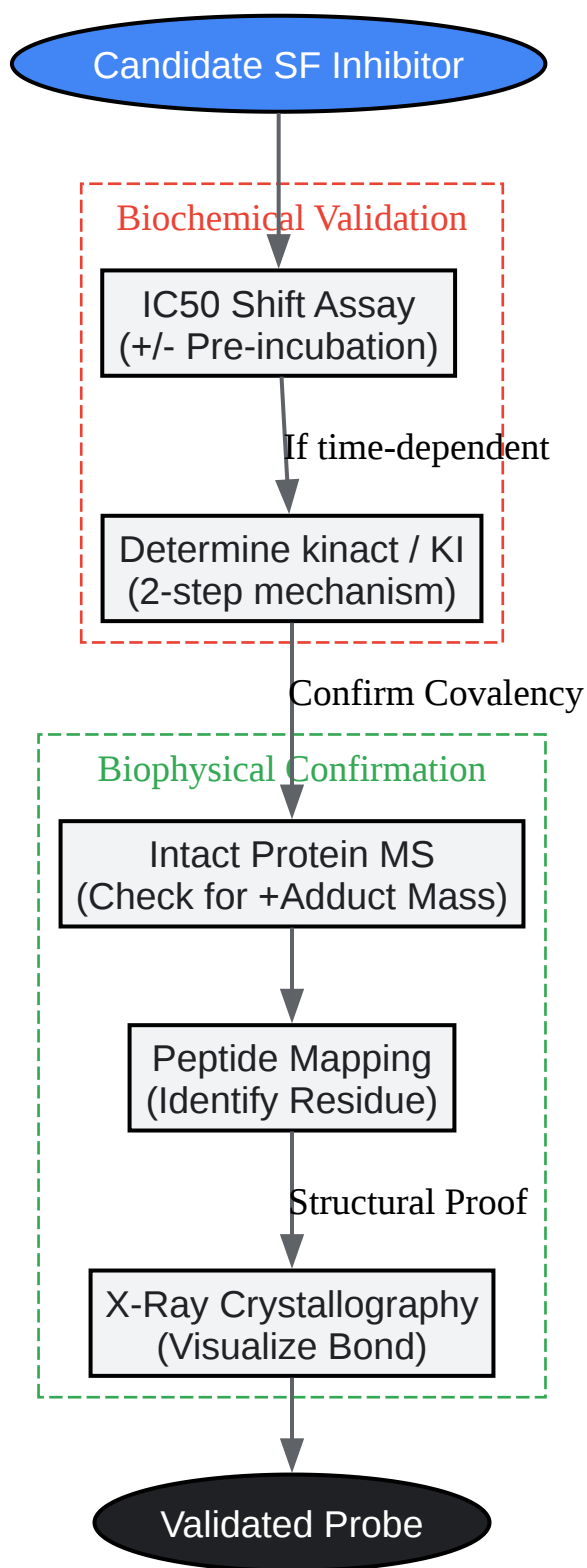 Candidate SF Inhibitor
Biochemical Validation
IC50 Shift Assay
(+/- Pre-incubation)
If time-dependent
Determine kinact / KI
(2-step mechanism)
Confirm Covalency
Biophysical Confirmation
Intact Protein MS
(Check for +Adduct Mass)
Peptide Mapping
(Identify Residue)
Structural Proof
X-Ray Crystallography
(Visualize Bond)
Validated Probe